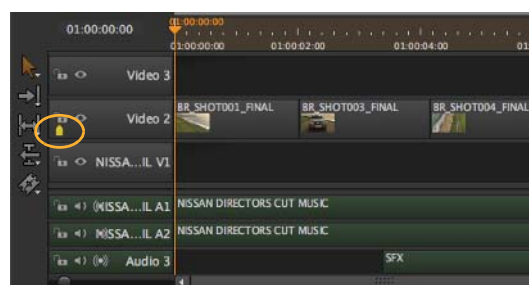 01:00:00:00 01:00:00:00
01:00:00:00 01:00:02:00 01:00:04:00 01
Video 3
Video 2 BR_SHOT001_FINAL BR_SHOT003_FINAL BR_SHOT004_FINAL
NISSA...IL V1
NISSA...IL A1 NISSAN DIRECTORS CUT MUSIC
NISSA...IL A2 NISSAN DIRECTORS CUT MUSIC
Audio 3 SFX